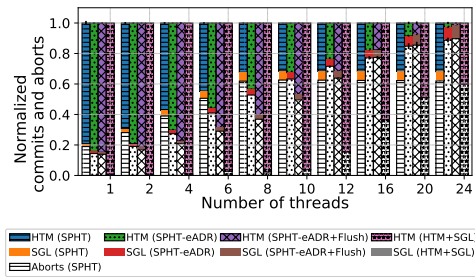 Normalized
commits and aborts
1.0
0.8
0.6
0.4
0.2
0.0
1 2 4 6 8 10 12 16 20 24
Number of threads
HTM (SPHT) HTM (SPHT-eADR) HTM (SPHT-eADR+Flush) HTM (HTM+SGL)
SGL (SPHT) SGL (SPHT-eADR) SGL (SPHT-eADR+Flush) SGL (HTM+SGL)
Aborts (SPHT)